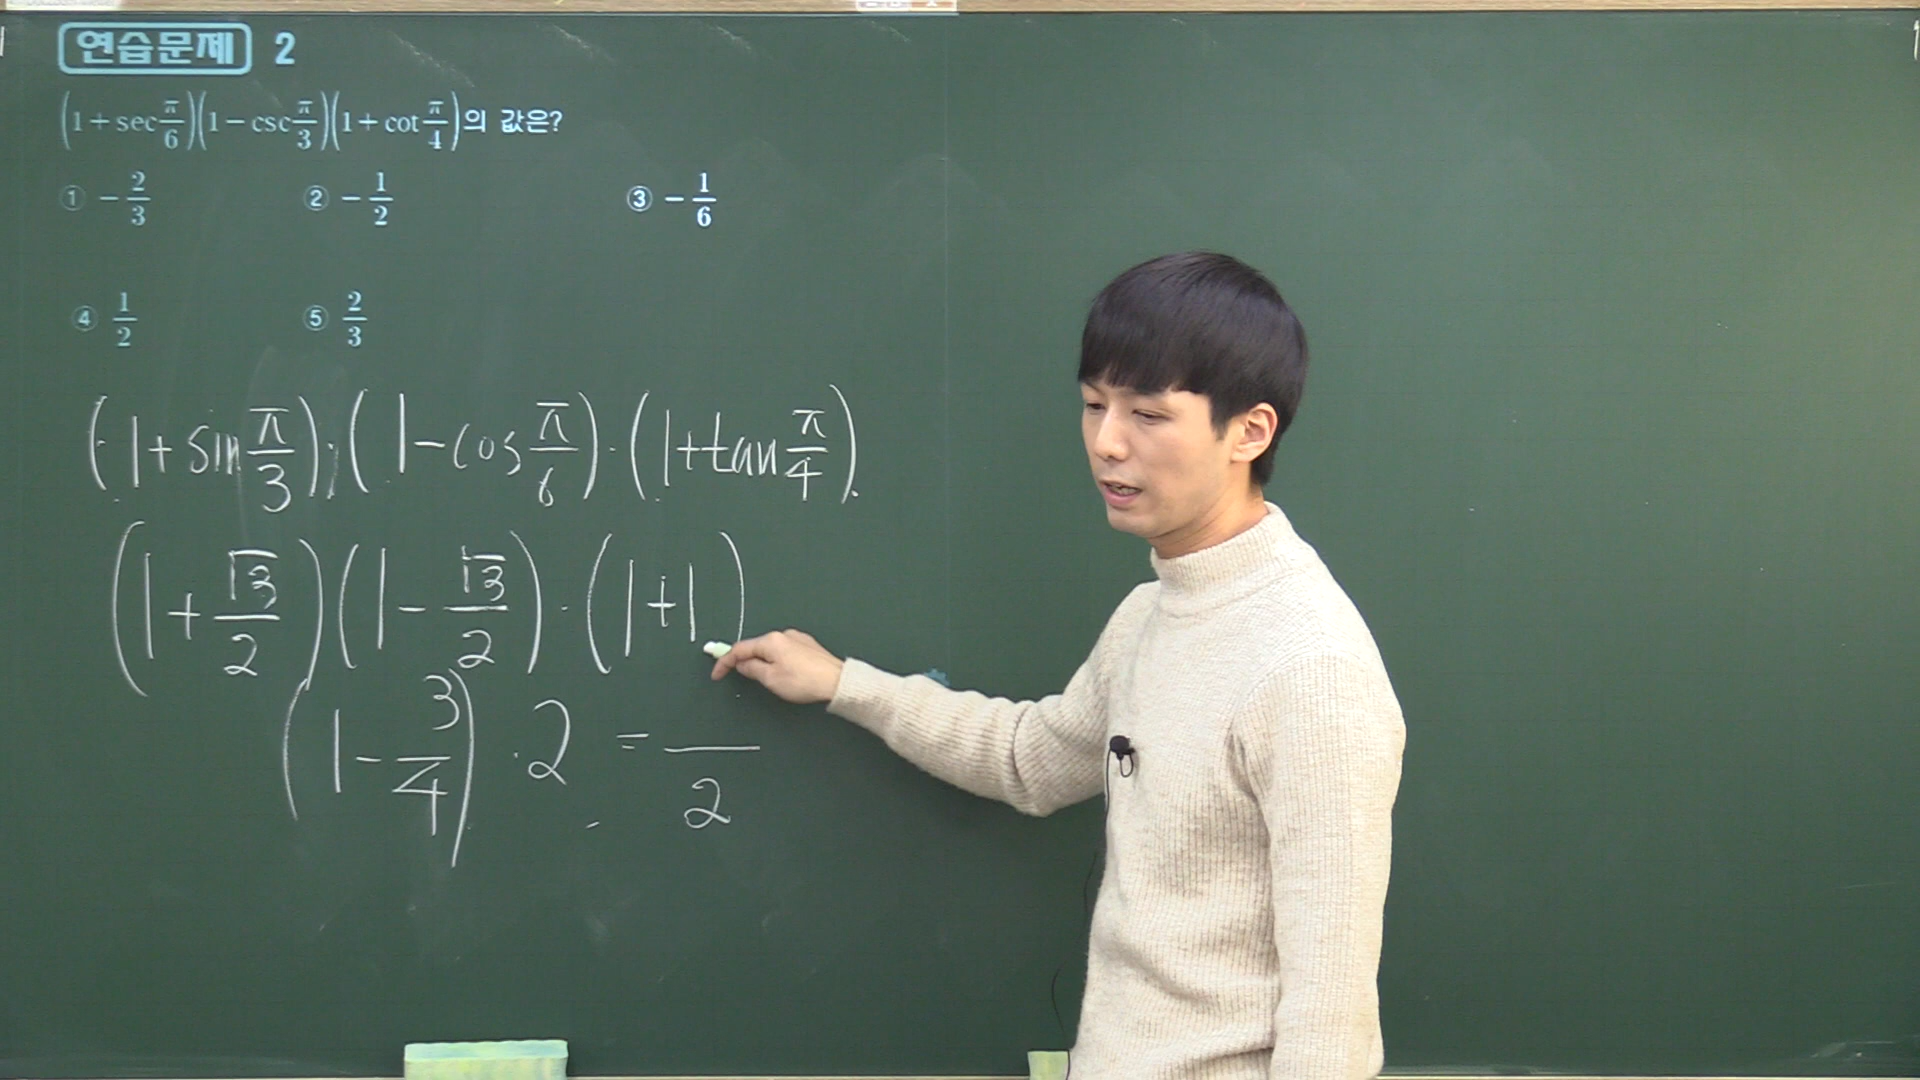 연습문제 2
(1+sec π/6)(1−csc π/3)(1+cot π/4)의 값은?
① −2/3 ② −1/2 ③ −1/6
④ 1/2 ⑤ 2/3
(1+sin π/3)·(1−cos π/6)·(1+tan π/4)
(1+√3/2)(1−√3/2)·(1+1)
(1−3/4)·2 = /2